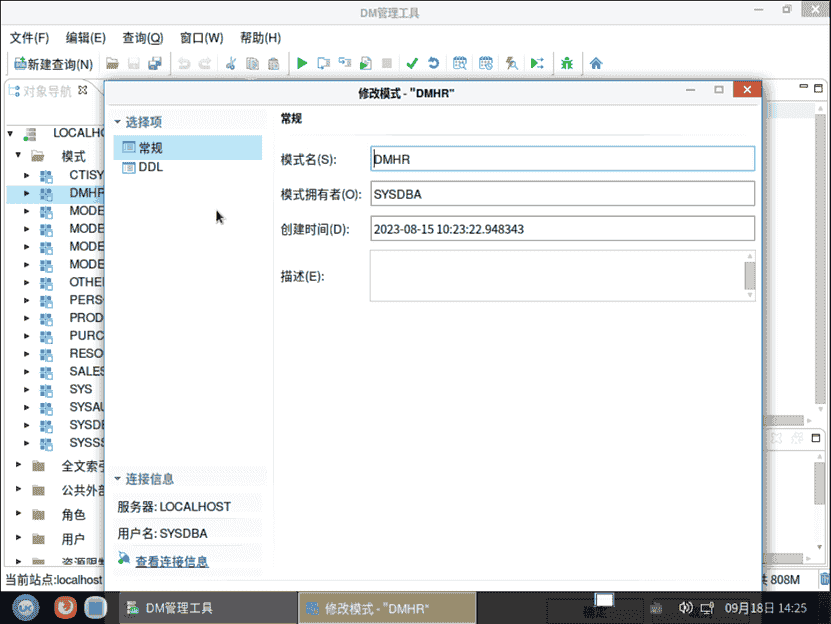 DM管理工具
文件(F) 编辑(E) 查询(Q) 窗口(W) 帮助(H)
新建查询(N)
对象导航
修改模式 - "DMHR"
选择项
常规
DDL
常规
模式名(S): DMHR
模式拥有者(O): SYSDBA
创建时间(D): 2023-08-15 10:23:22.948343
描述(E):
LOCALH
模式
CTISY
DMHR
MODE
MODE
MODE
MODE
OTHE
PERS
PROD
PURC
RESO
SALES
SYS
SYSAU
SYSDE
SYSSS
全文索引
公共外部
角色
用户
资源限制
连接信息
服务器: LOCALHOST
用户名: SYSDBA
查看连接信息
当前站点:localhost
808M
DM管理工具
修改模式 - "DMHR"
确定
09月18日 14:25